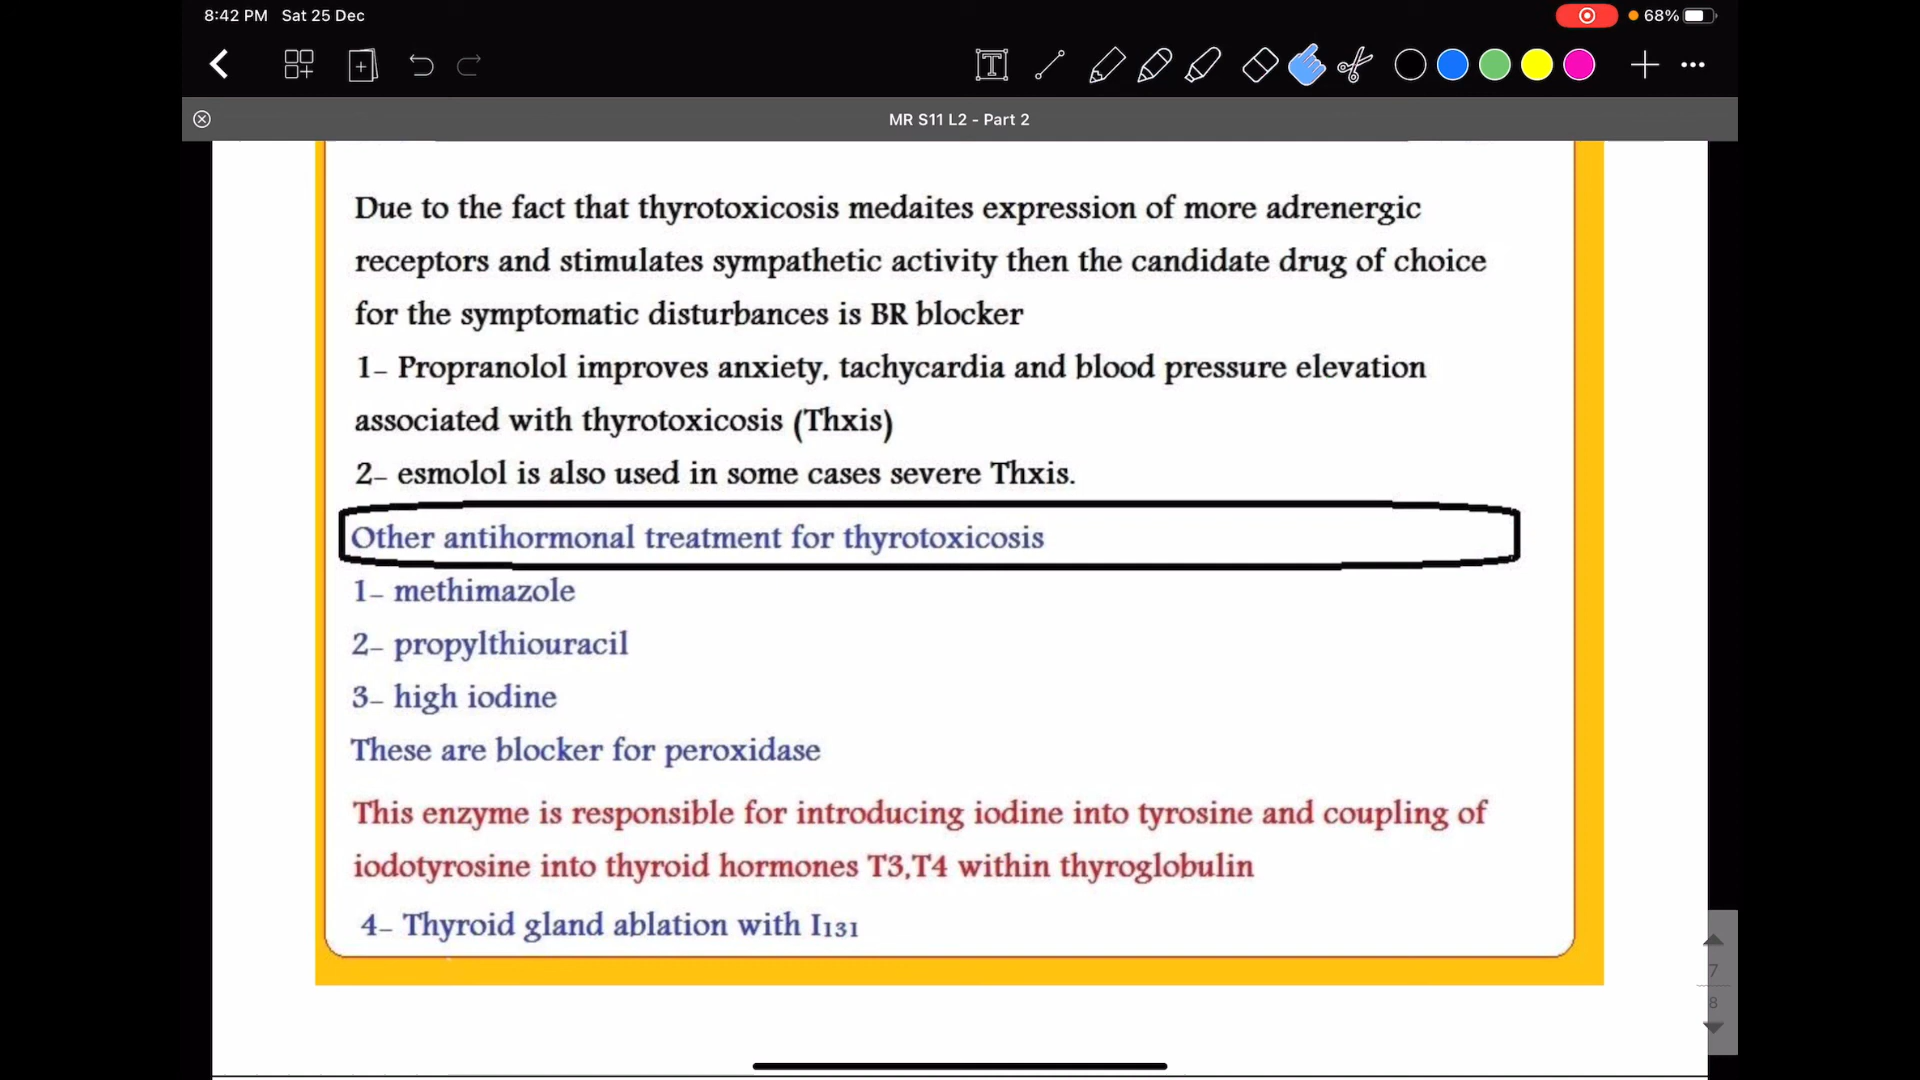 8:42 PM Sat 25 Dec
68%
T
MR S11 L2 - Part 2
Due to the fact that thyrotoxicosis medaites expression of more adrenergic
receptors and stimulates sympathetic activity then the candidate drug of choice
for the symptomatic disturbances is BR blocker
1- Propranolol improves anxiety, tachycardia and blood pressure elevation
associated with thyrotoxicosis (Thxis)
2- esmolol is also used in some cases severe Thxis.
Other antihormonal treatment for thyrotoxicosis
1- methimazole
2- propylthiouracil
3- high iodine
These are blocker for peroxidase
This enzyme is responsible for introducing iodine into tyrosine and coupling of
iodotyrosine into thyroid hormones T3,T4 within thyroglobulin
4- Thyroid gland ablation with I131
7
8